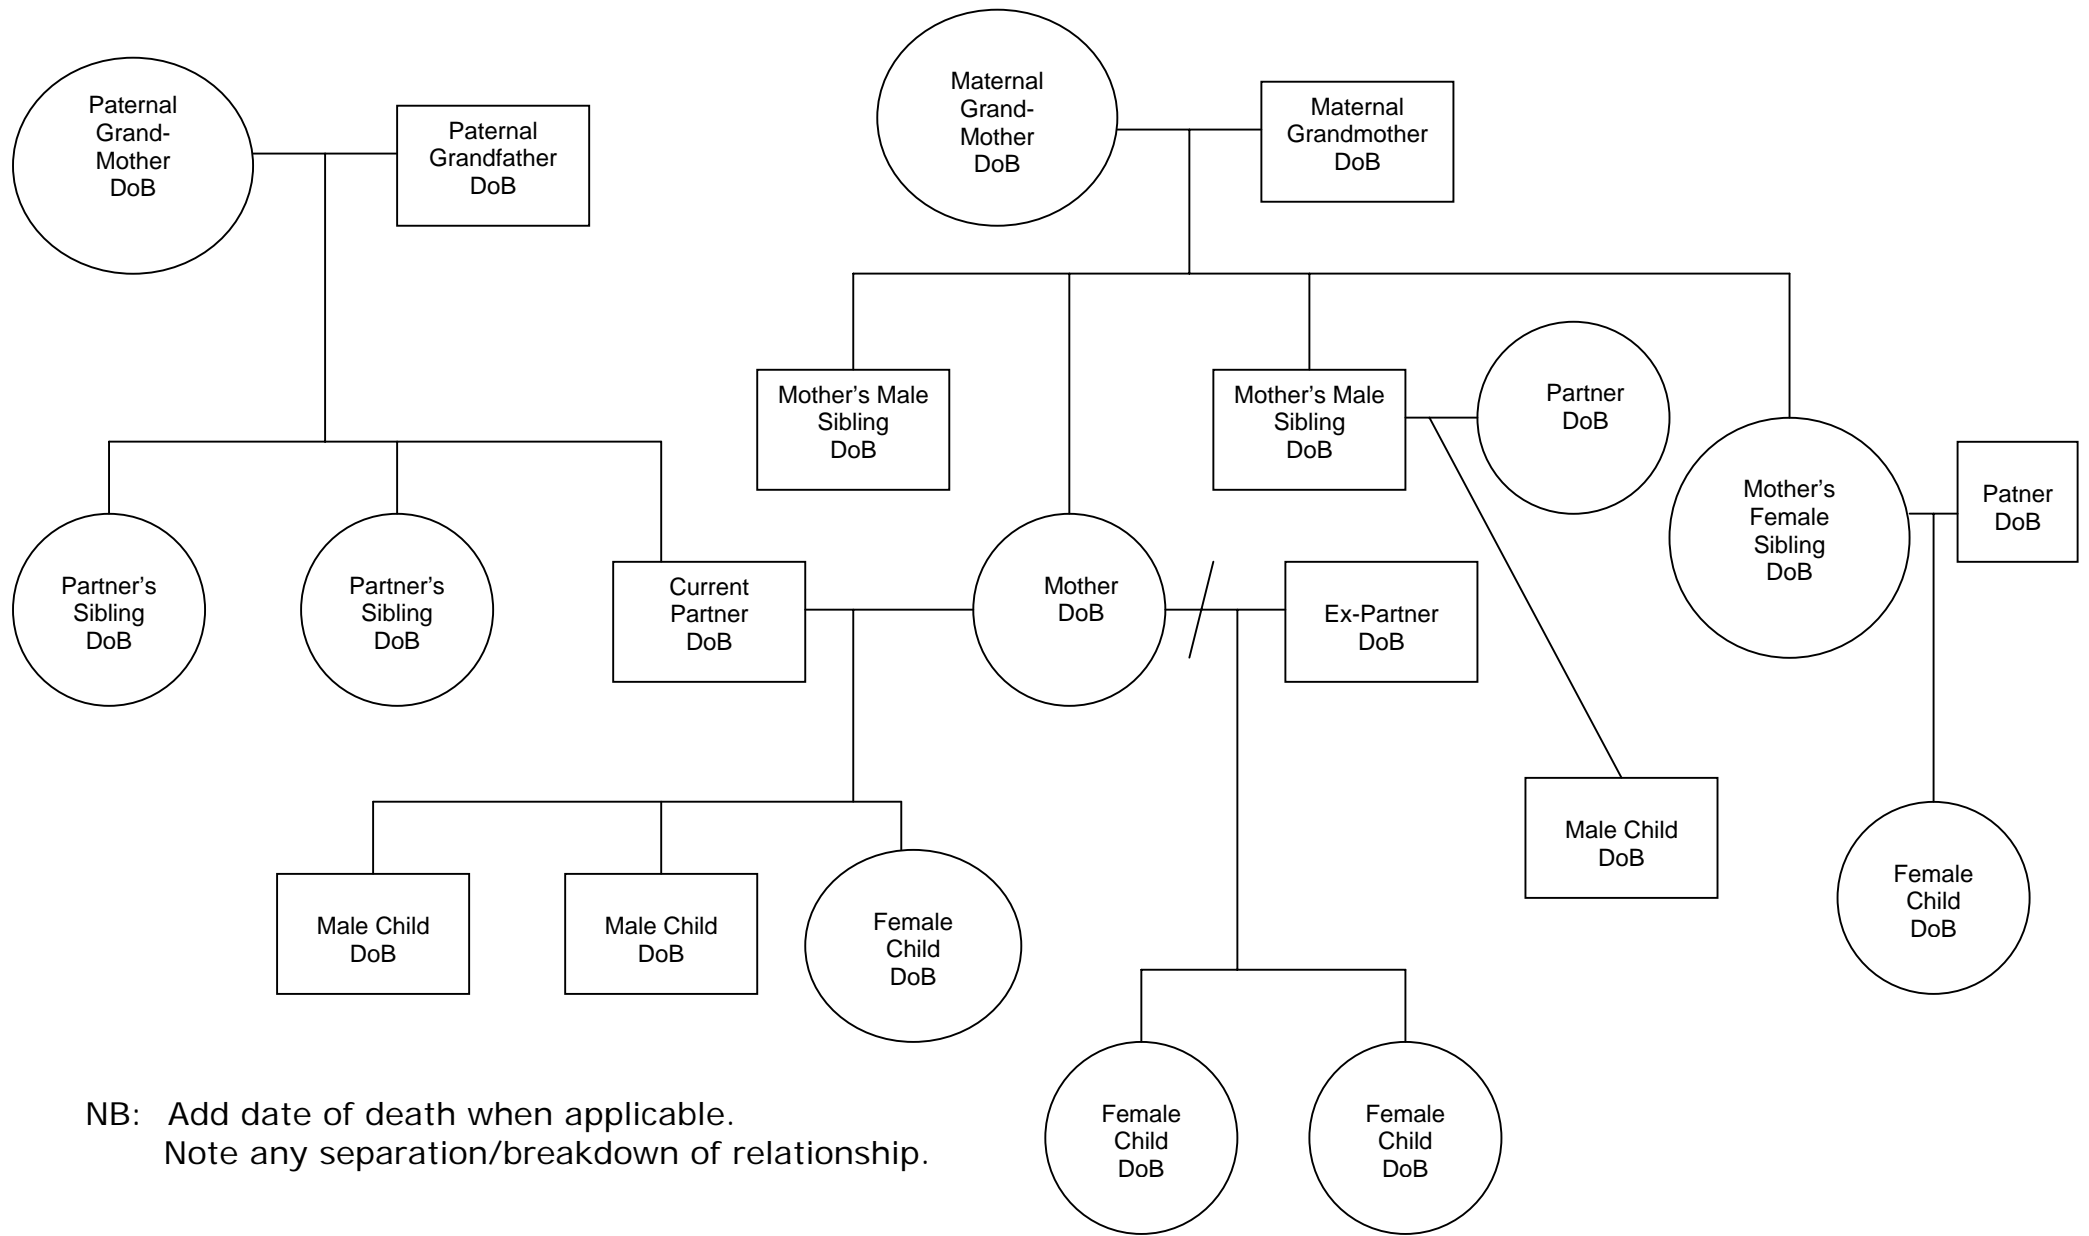 Paternal
Grand-
Mother
DoB
Paternal
Grandfather
DoB
Maternal
Grand-
Mother
DoB
Maternal
Grandmother
DoB
Mother's Male
Sibling
DoB
Mother's Male
Sibling
DoB
Partner
DoB
Mother's
Female
Sibling
DoB
Patner
DoB
Partner's
Sibling
DoB
Partner's
Sibling
DoB
Current
Partner
DoB
Mother
DoB
Ex-Partner
DoB
Male Child
DoB
Male Child
DoB
Female
Child
DoB
Male Child
DoB
Female
Child
DoB
Female
Child
DoB
Female
Child
DoB
NB: Add date of death when applicable.
Note any separation/breakdown of relationship.